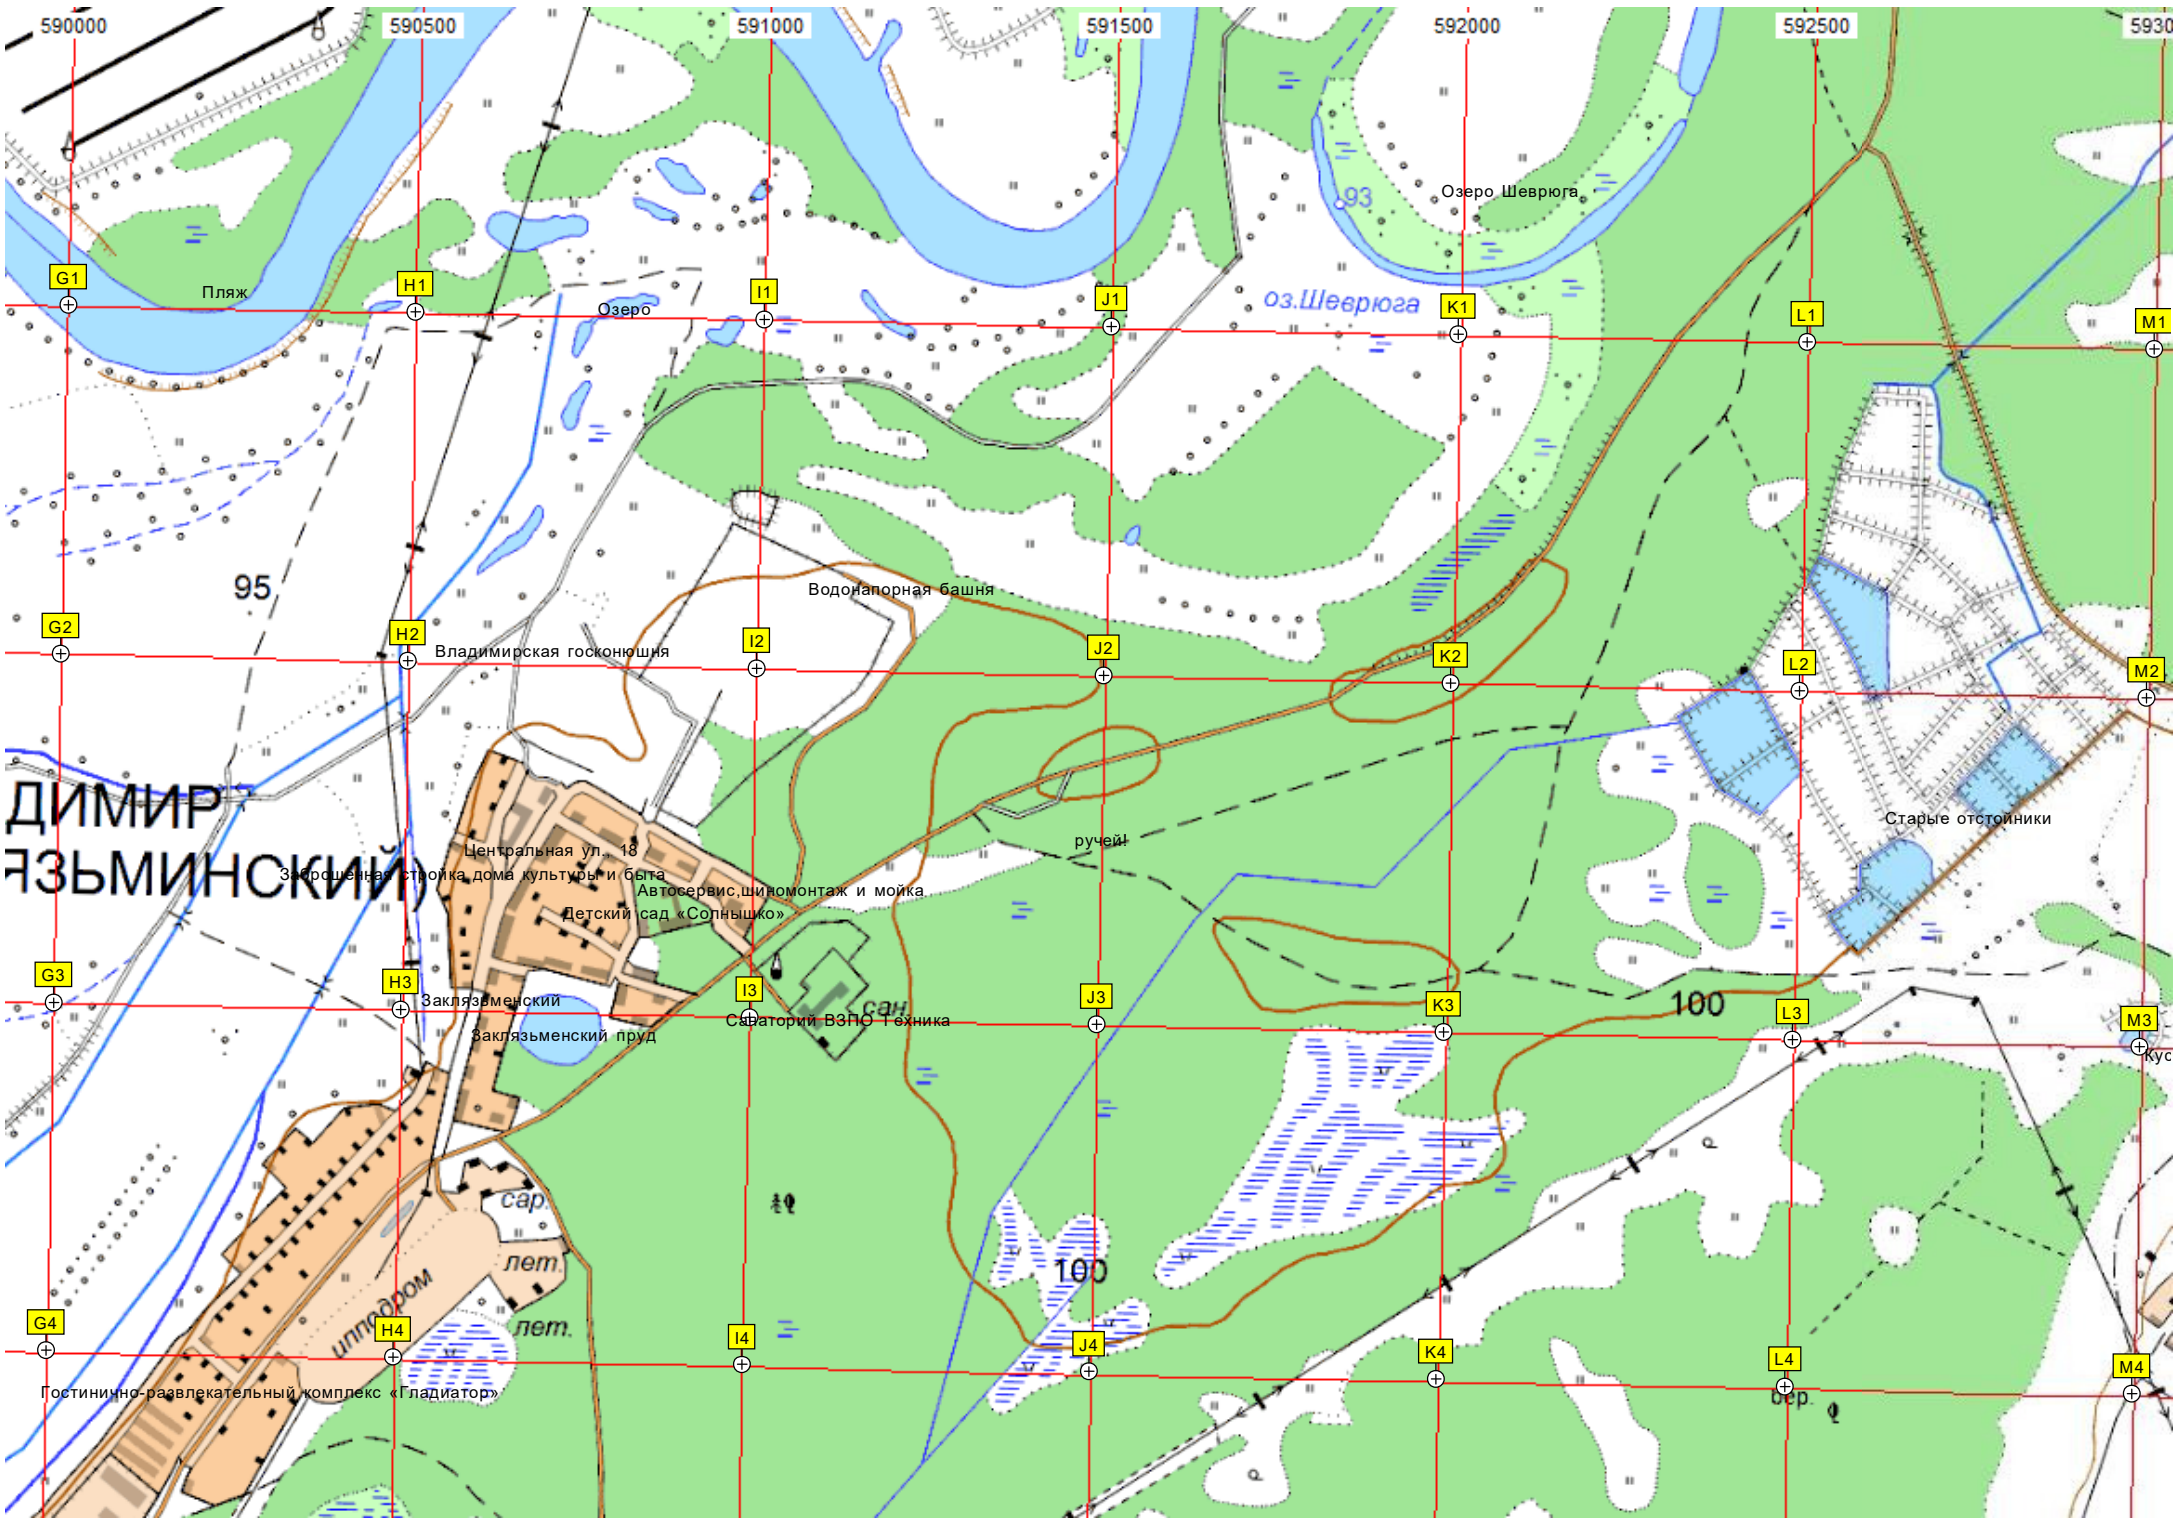 590000 590500 591000 591500 592000 592500 5930
93
Озеро Шеврюга
G1 H1 I1 J1 K1 L1 M1
Пляж
Озеро
оз.Шеврюга
95
Водонапорная башня
G2 H2 I2 J2 K2 L2 M2
Владимирская госконюшня
ДИМИР
Старые отстойники
ручей!
Центральная ул., 18
ЯЗЬМИНСКИЙ)
Заброшенная стройка дома культуры и быта
Автосервис,шиномонтаж и мойка
Детский сад «Солнышко»
G3 H3 I3 J3 K3 L3 M3
Заклязьменский
сан.
100
Санаторий ВЗПО Техника
Заклязьменский пруд
Кус
сар.
лет.
100
ипподром
лет.
G4 H4 I4 J4 K4 L4 M4
Гостинично-развлекательный комплекс «Гладиатор»
бер.